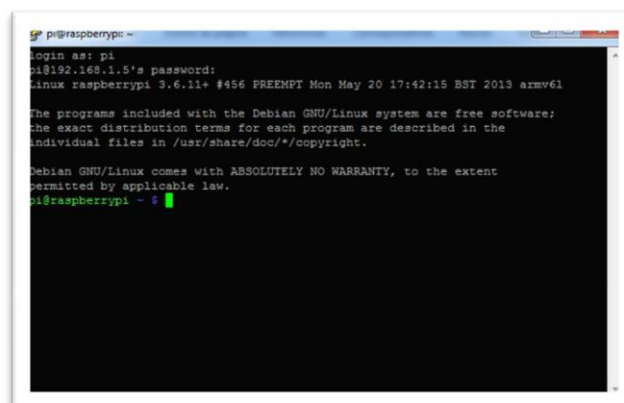 pi@raspberrypi: ~
login as: pi
pi@192.168.1.5's password:
Linux raspberrypi 3.6.11+ #456 PREEMPT Mon May 20 17:42:15 BST 2013 armv6l

The programs included with the Debian GNU/Linux system are free software;
the exact distribution terms for each program are described in the
individual files in /usr/share/doc/*/copyright.

Debian GNU/Linux comes with ABSOLUTELY NO WARRANTY, to the extent
permitted by applicable law.
pi@raspberrypi ~ $